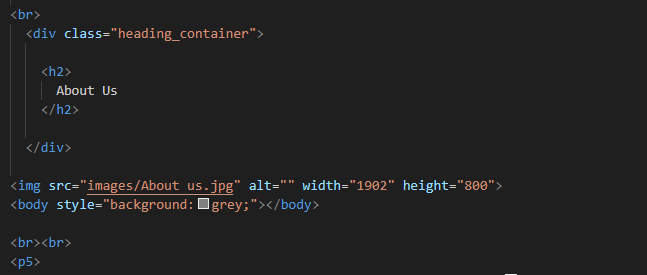 <br>
<div class="heading_container">
<h2>
About Us
</h2>
</div>
<img src="images/About us.jpg" alt="" width="1902" height="800">
<body style="background:grey;"></body>
<br><br>
<p5>